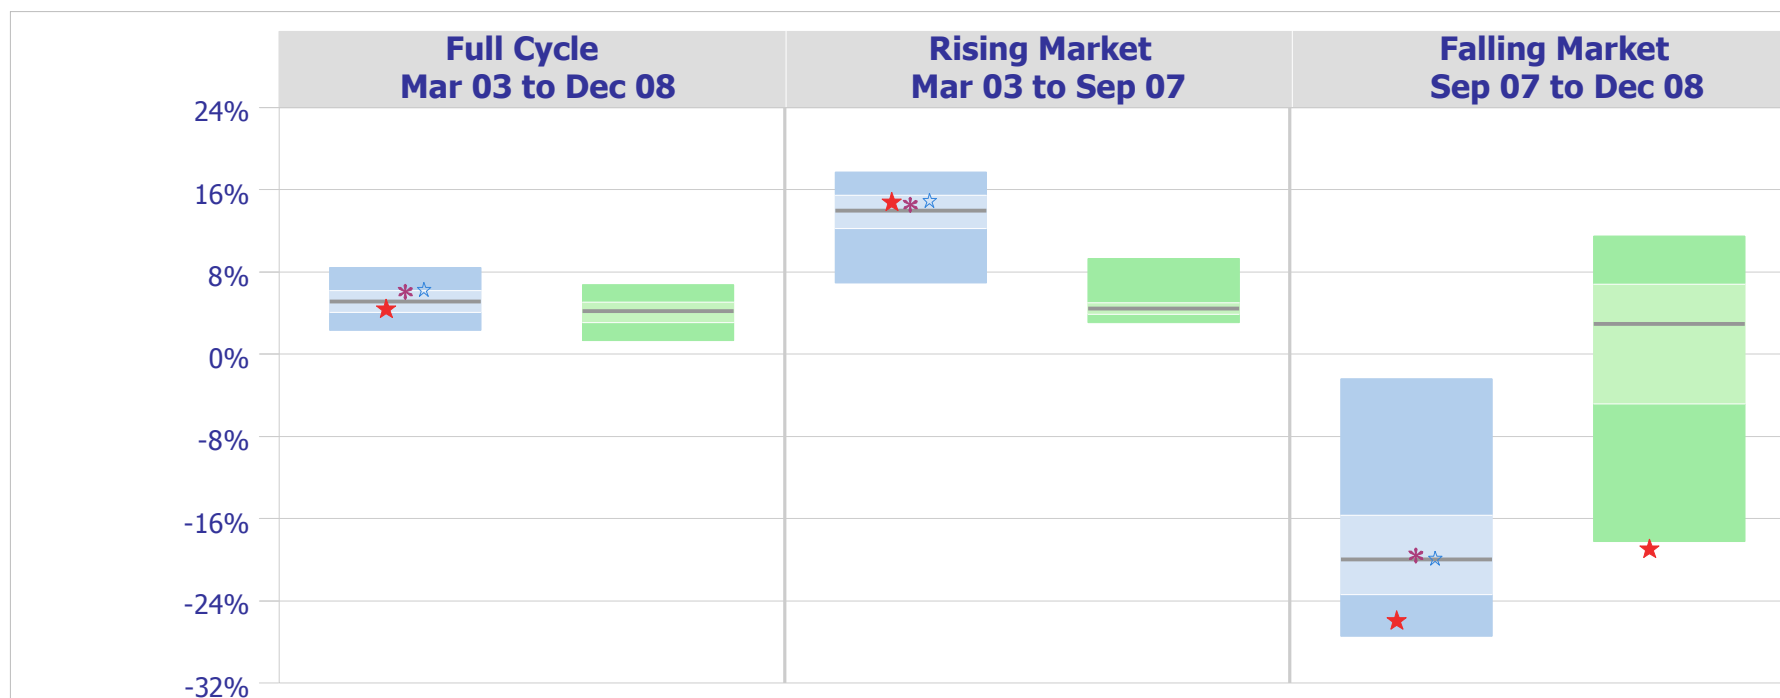 Full Cycle
Mar 03 to Dec 08
Rising Market
Mar 03 to Sep 07
Falling Market
Sep 07 to Dec 08
24%
16%
8%
0%
-8%
-16%
-24%
-32%